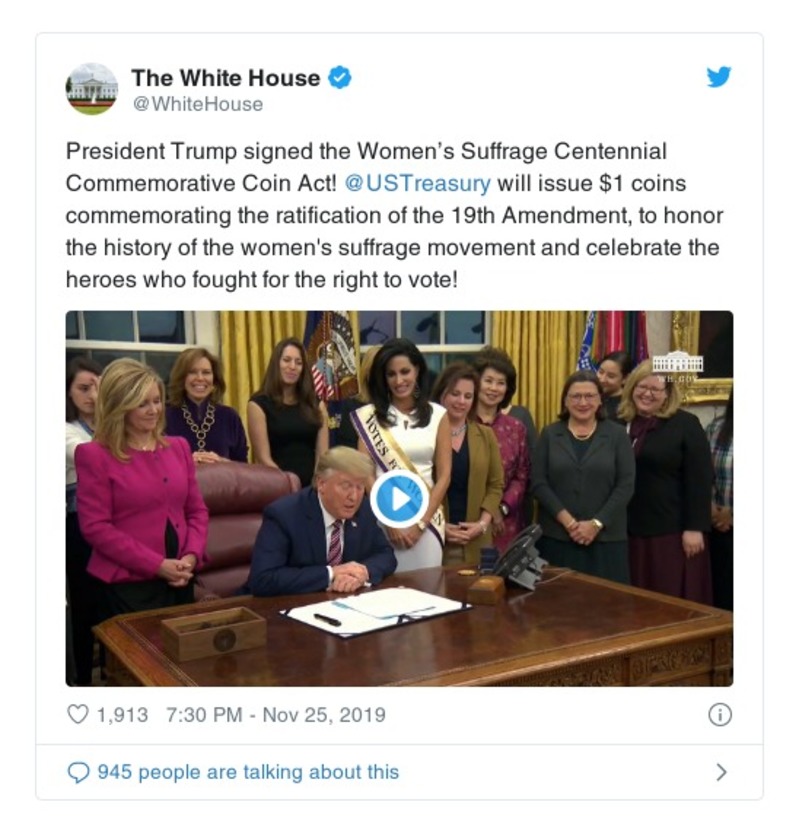 The White House
@WhiteHouse
President Trump signed the Women’s Suffrage Centennial
Commemorative Coin Act! @USTreasury will issue $1 coins
commemorating the ratification of the 19th Amendment, to honor
the history of the women's suffrage movement and celebrate the
heroes who fought for the right to vote!
WH.GOV
VOTES
1,913 7:30 PM - Nov 25, 2019
945 people are talking about this